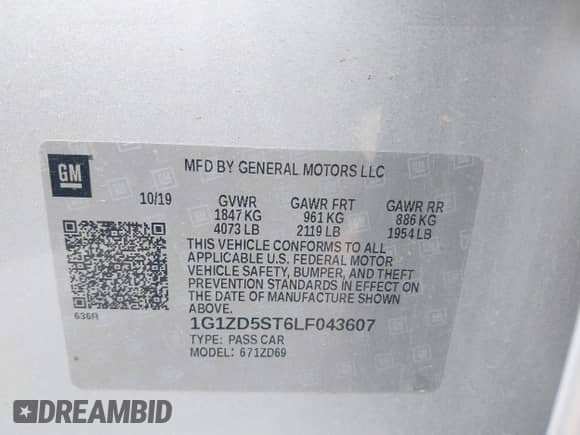 GM
MFD BY GENERAL MOTORS LLC
10/19 GVWR GAWR FRT GAWR RR
1847 KG 961 KG 886 KG
4073 LB 2119 LB 1954 LB
THIS VEHICLE CONFORMS TO ALL
APPLICABLE U.S. FEDERAL MOTOR
VEHICLE SAFETY, BUMPER, AND THEFT
PREVENTION STANDARDS IN EFFECT ON
THE DATE OF MANUFACTURE SHOWN
ABOVE.
636R
1G1ZD5ST6LF043607
TYPE: PASS CAR
MODEL: 671ZD69
DREAMBID